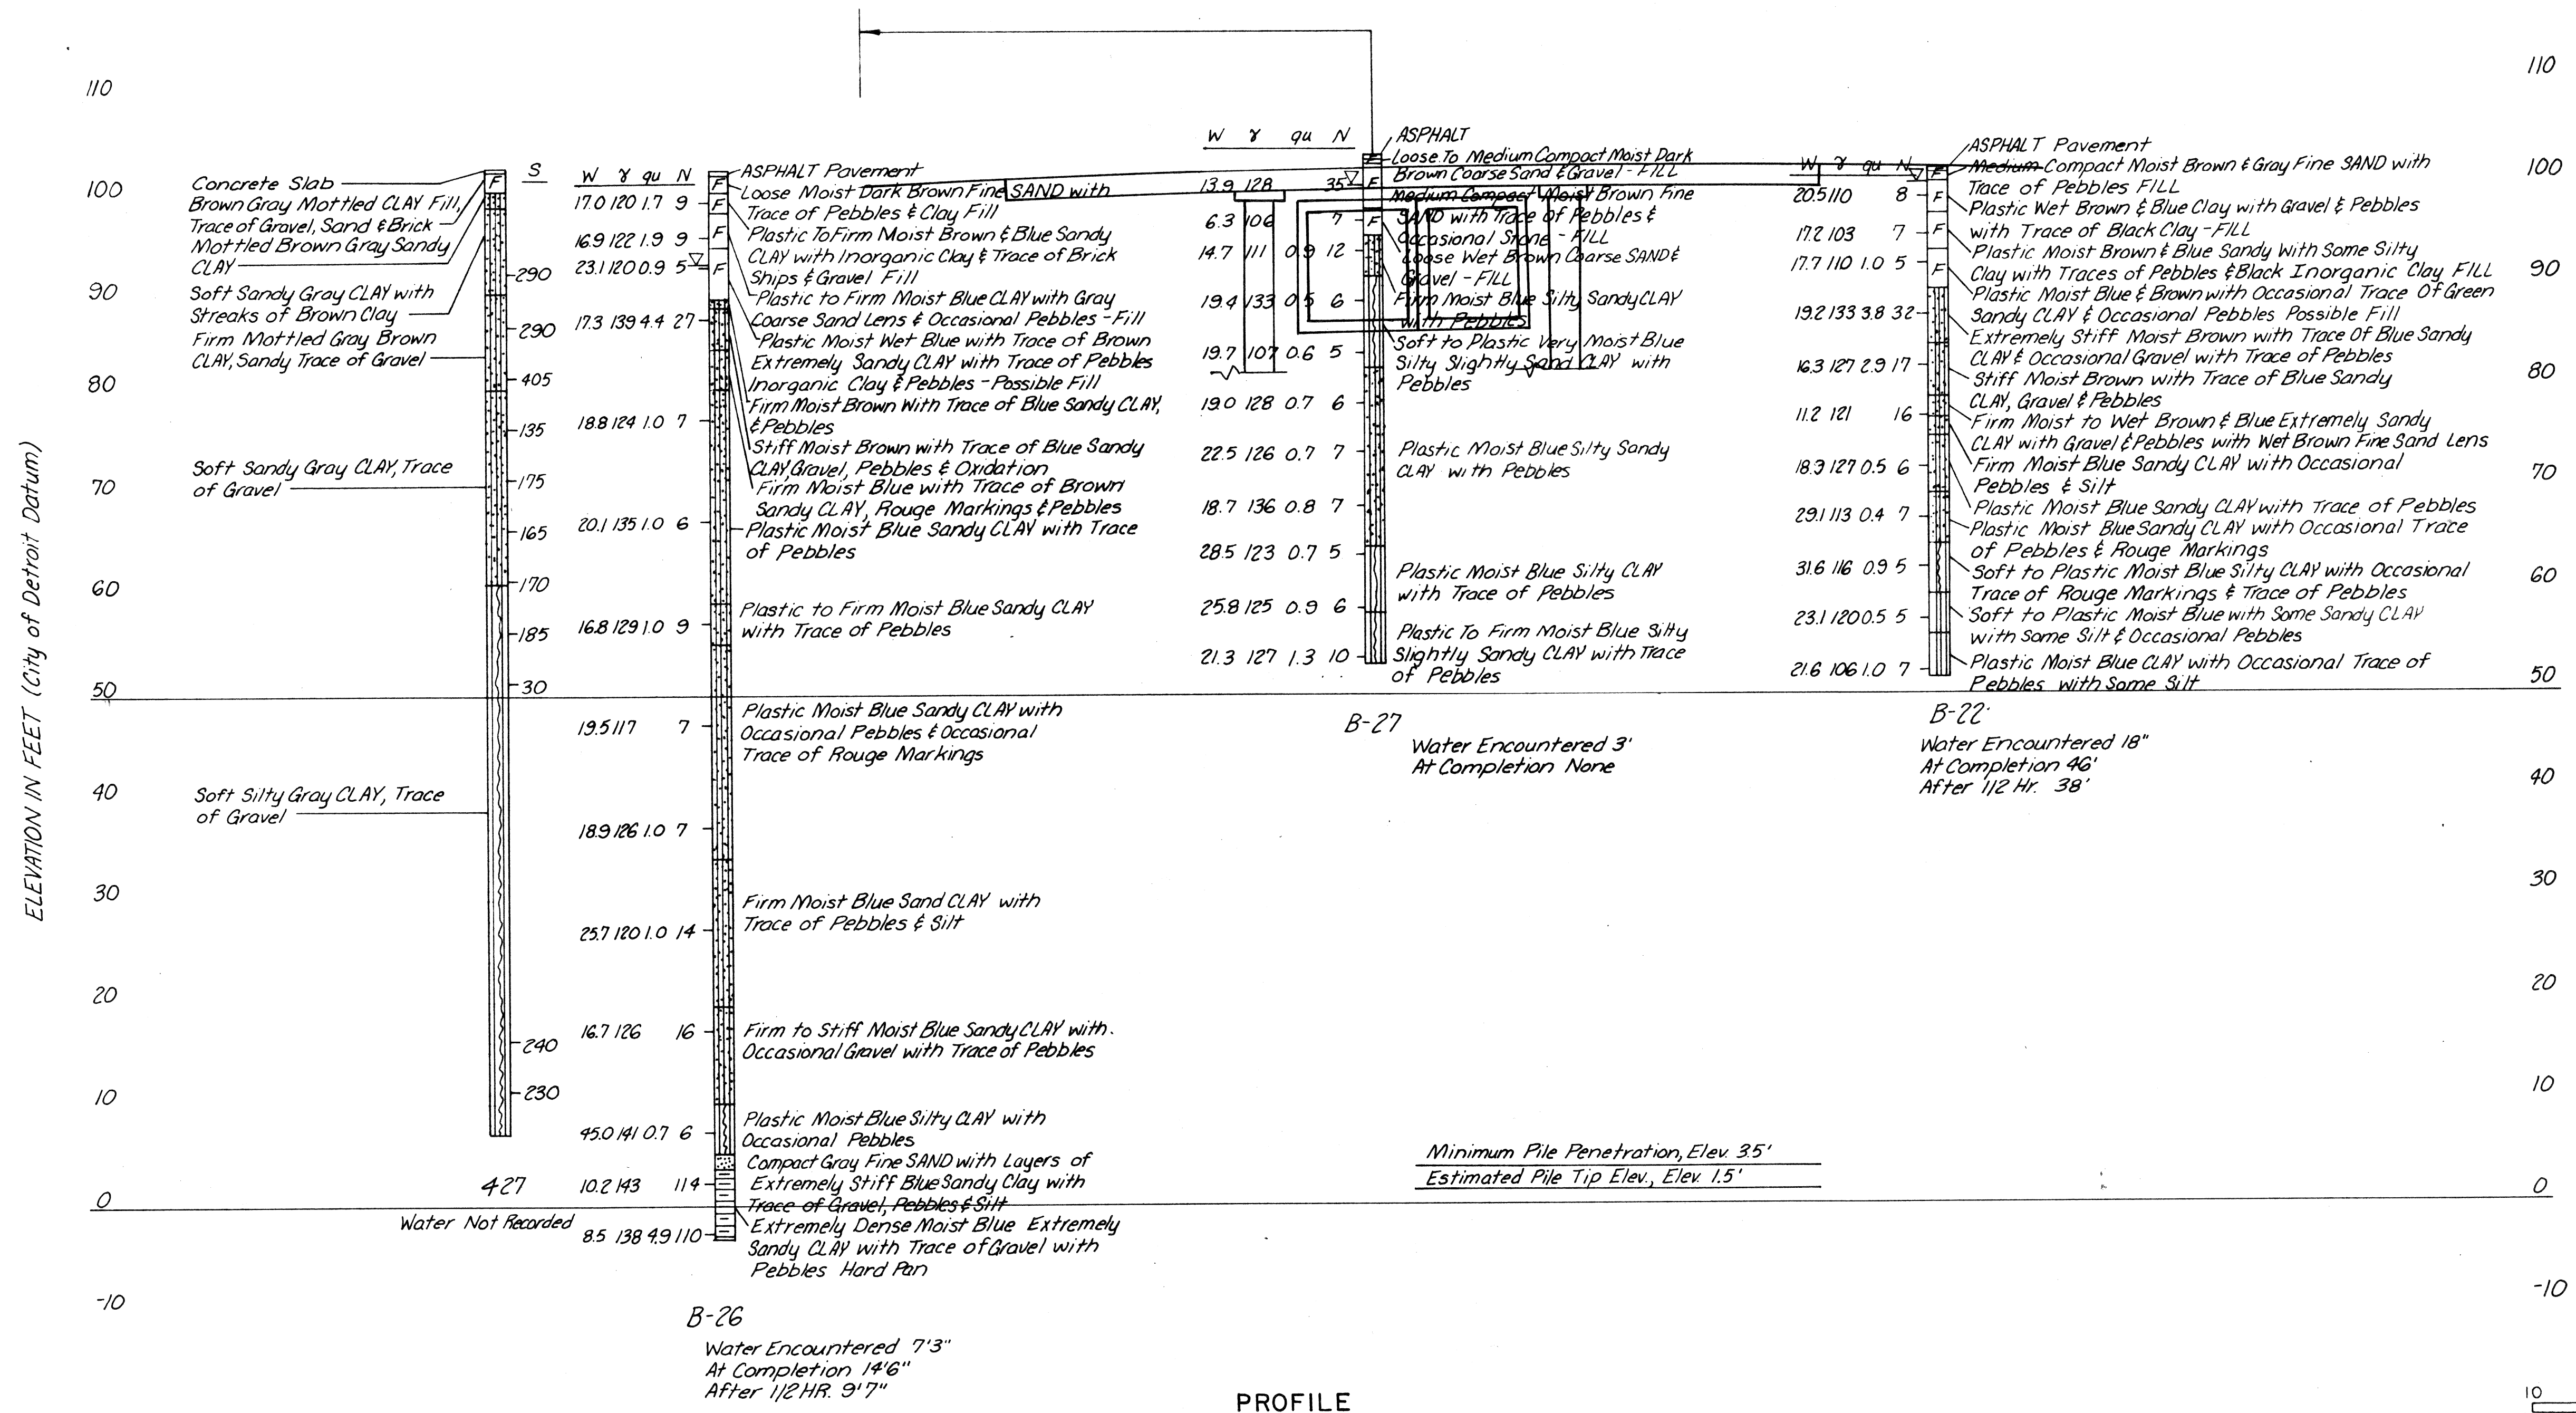 ELEVATION IN FEET (City of Detroit Datum)
110
100
90
80
70
60
50
40
30
20
10
0
-10
Concrete Slab
Brown Gray Mottled CLAY Fill,
Trace of Gravel, Sand & Brick
Mottled Brown Gray Sandy
CLAY
Soft Sandy Gray CLAY with
Streaks of Brown Clay
Firm Mottled Gray Brown
CLAY, Sandy Trace of Gravel
Soft Sandy Gray CLAY, Trace
of Gravel
Soft Silty Gray CLAY, Trace
of Gravel
F
S
290
290
405
135
175
165
170
185
30
240
230
427
Water Not Recorded
W γ qu N
17.0 120 1.7 9
16.9 122 1.9 9
23.1 120 0.9 5
17.3 139 4.4 27
18.8 124 1.0 7
20.1 135 1.0 6
16.8 129 1.0 9
19.5 117 7
18.9 126 1.0 7
25.7 120 1.0 14
16.7 126 16
45.0 141 0.7 6
10.2 143 114
8.5 138 4.9 110
F
F
F
F
ASPHALT Pavement
Loose Moist Dark Brown Fine SAND with
Trace of Pebbles & Clay Fill
Plastic To Firm Moist Brown & Blue Sandy
CLAY with Inorganic Clay & Trace of Brick
Ships & Gravel Fill
Plastic to Firm Moist Blue CLAY with Gray
Coarse Sand Lens & Occasional Pebbles - Fill
Plastic Moist Wet Blue with Trace of Brown
Extremely Sandy CLAY with Trace of Pebbles
Inorganic Clay & Pebbles - Possible Fill
Firm Moist Brown With Trace of Blue Sandy CLAY,
& Pebbles
Stiff Moist Brown with Trace of Blue Sandy
CLAY, Gravel, Pebbles & Oxidation
Firm Moist Blue with Trace of Brown
Sandy CLAY, Rouge Markings & Pebbles
Plastic Moist Blue Sandy CLAY with Trace
of Pebbles
Plastic to Firm Moist Blue Sandy CLAY
with Trace of Pebbles
Plastic Moist Blue Sandy CLAY with
Occasional Pebbles & Occasional
Trace of Rouge Markings
Firm Moist Blue Sand CLAY with
Trace of Pebbles & Silt
Firm to Stiff Moist Blue Sandy CLAY with
Occasional Gravel with Trace of Pebbles
Plastic Moist Blue Silty CLAY with
Occasional Pebbles
Compact Gray Fine SAND with Layers of
Extremely Stiff Blue Sandy Clay with
Trace of Gravel, Pebbles & Silt
Extremely Dense Moist Blue Extremely
Sandy CLAY with Trace of Gravel with
Pebbles Hard Pan
B-26
Water Encountered 7'3"
At Completion 14'6"
After 1/2 HR. 9'7"
W γ qu N
13.9 128 35
6.3 106 7
14.7 111 0.9 12
19.4 133 0.5 6
19.7 107 0.6 5
19.0 128 0.7 6
22.5 126 0.7 7
18.7 136 0.8 7
28.5 123 0.7 5
25.8 125 0.9 6
21.3 127 1.3 10
F
F
ASPHALT
Loose To Medium Compact Moist Dark
Brown Coarse Sand & Gravel - FILL
Medium Compact Moist Brown Fine
SAND with Trace of Pebbles &
Occasional Stone - FILL
Loose Wet Brown Coarse SAND &
Gravel - FILL
Firm Moist Blue Silty Sandy CLAY
with Pebbles
Soft to Plastic Very Moist Blue
Silty Slightly Sand CLAY with
Pebbles
Plastic Moist Blue Silty Sandy
CLAY with Pebbles
Plastic Moist Blue Silty CLAY
with Trace of Pebbles
Plastic To Firm Moist Blue Silty
Slightly Sandy CLAY with Trace
of Pebbles
B-27
Water Encountered 3'
At Completion None
W γ qu N
20.5 110 8
17.2 103 7
17.7 110 1.0 5
19.2 133 3.8 32
16.3 127 2.9 17
11.2 121 16
18.9 127 0.5 6
29.1 113 0.4 7
31.6 116 0.9 5
23.1 120 0.5 5
21.6 106 1.0 7
F
F
F
F
ASPHALT Pavement
Medium Compact Moist Brown & Gray Fine SAND with
Trace of Pebbles FILL
Plastic Wet Brown & Blue Clay with Gravel & Pebbles
with Trace of Black Clay - FILL
Plastic Moist Brown & Blue Sandy With Some Silty
Clay with Traces of Pebbles & Black Inorganic Clay FILL
Plastic Moist Blue & Brown with Occasional Trace Of Green
Sandy CLAY & Occasional Pebbles Possible Fill
Extremely Stiff Moist Brown with Trace Of Blue Sandy
CLAY & Occasional Gravel with Trace of Pebbles
Stiff Moist Brown with Trace of Blue Sandy
CLAY, Gravel & Pebbles
Firm Moist to Wet Brown & Blue Extremely Sandy
CLAY with Gravel & Pebbles with Wet Brown Fine Sand Lens
Firm Moist Blue Sandy CLAY with Occasional
Pebbles & Silt
Plastic Moist Blue Sandy CLAY with Trace of Pebbles
Plastic Moist Blue Sandy CLAY with Occasional Trace
of Pebbles & Rouge Markings
Soft to Plastic Moist Blue Silty CLAY with Occasional
Trace of Rouge Markings & Trace of Pebbles
Soft to Plastic Moist Blue with Some Sandy CLAY
with Some Silt & Occasional Pebbles
Plastic Moist Blue CLAY with Occasional Trace of
Pebbles with Some Silt
B-22
Water Encountered 18"
At Completion 46'
After 1/2 Hr. 38'
Minimum Pile Penetration, Elev. 3.5'
Estimated Pile Tip Elev., Elev. 1.5'
110
100
90
80
70
60
50
40
30
20
10
0
-10
PROFILE
10